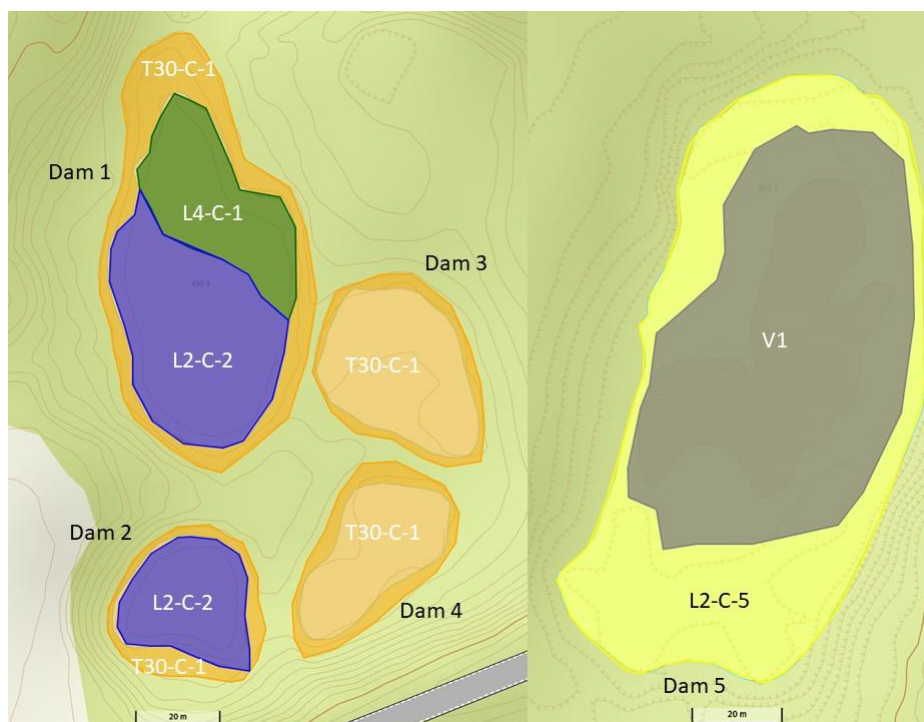 T30-C-1
Dam 1
L4-C-1
L2-C-2
Dam 3
T30-C-1
Dam 2
L2-C-2
T30-C-1
T30-C-1
Dam 4
20 m
V1
L2-C-5
Dam 5
20 m